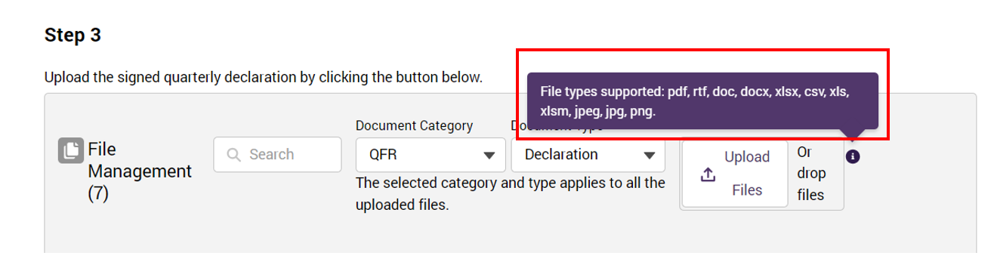 Step 3
Upload the signed quarterly declaration by clicking the button below.
File types supported: pdf, rtf, doc, docx, xlsx, csv, xls,
xlsm, jpeg, jpg, png.
File
Management
(7)
Search
Document Category
QFR
Document Type
Declaration
The selected category and type applies to all the
uploaded files.
Upload
Files
Or
drop
files